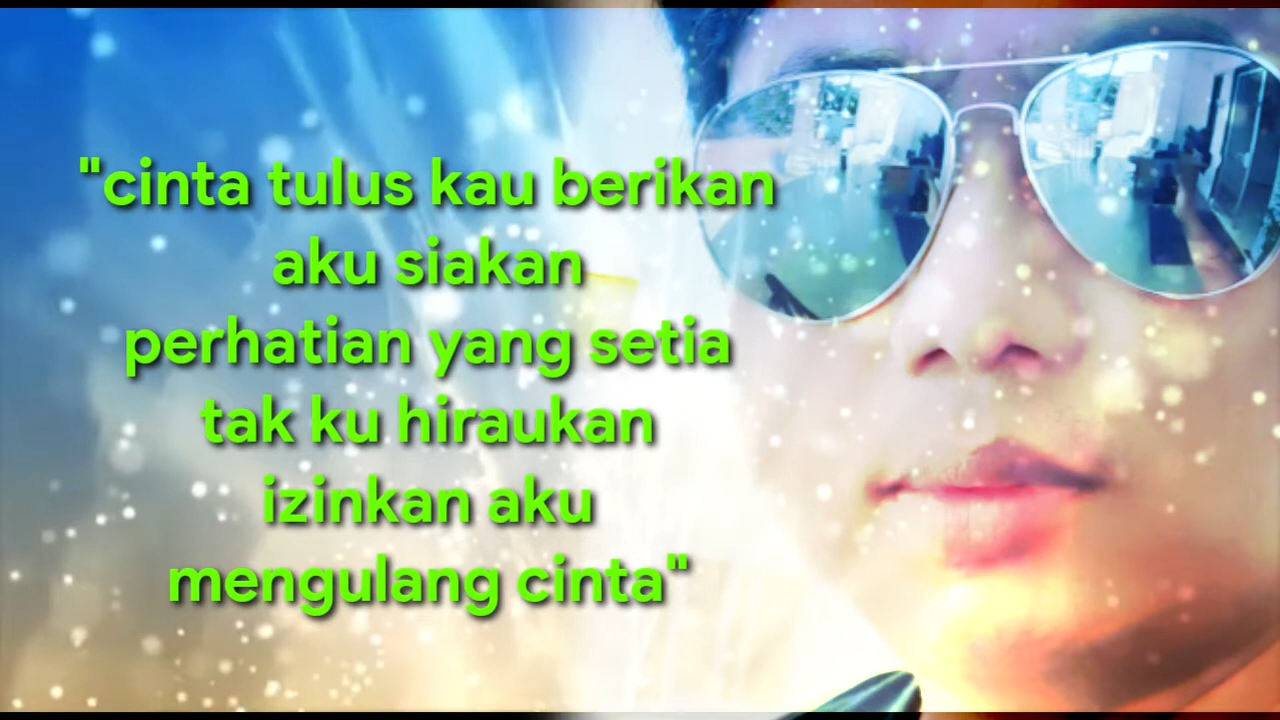 "cinta tulus kau berikan
aku siakan
perhatian yang setia
tak ku hiraukan
izinkan aku
mengulang cinta"